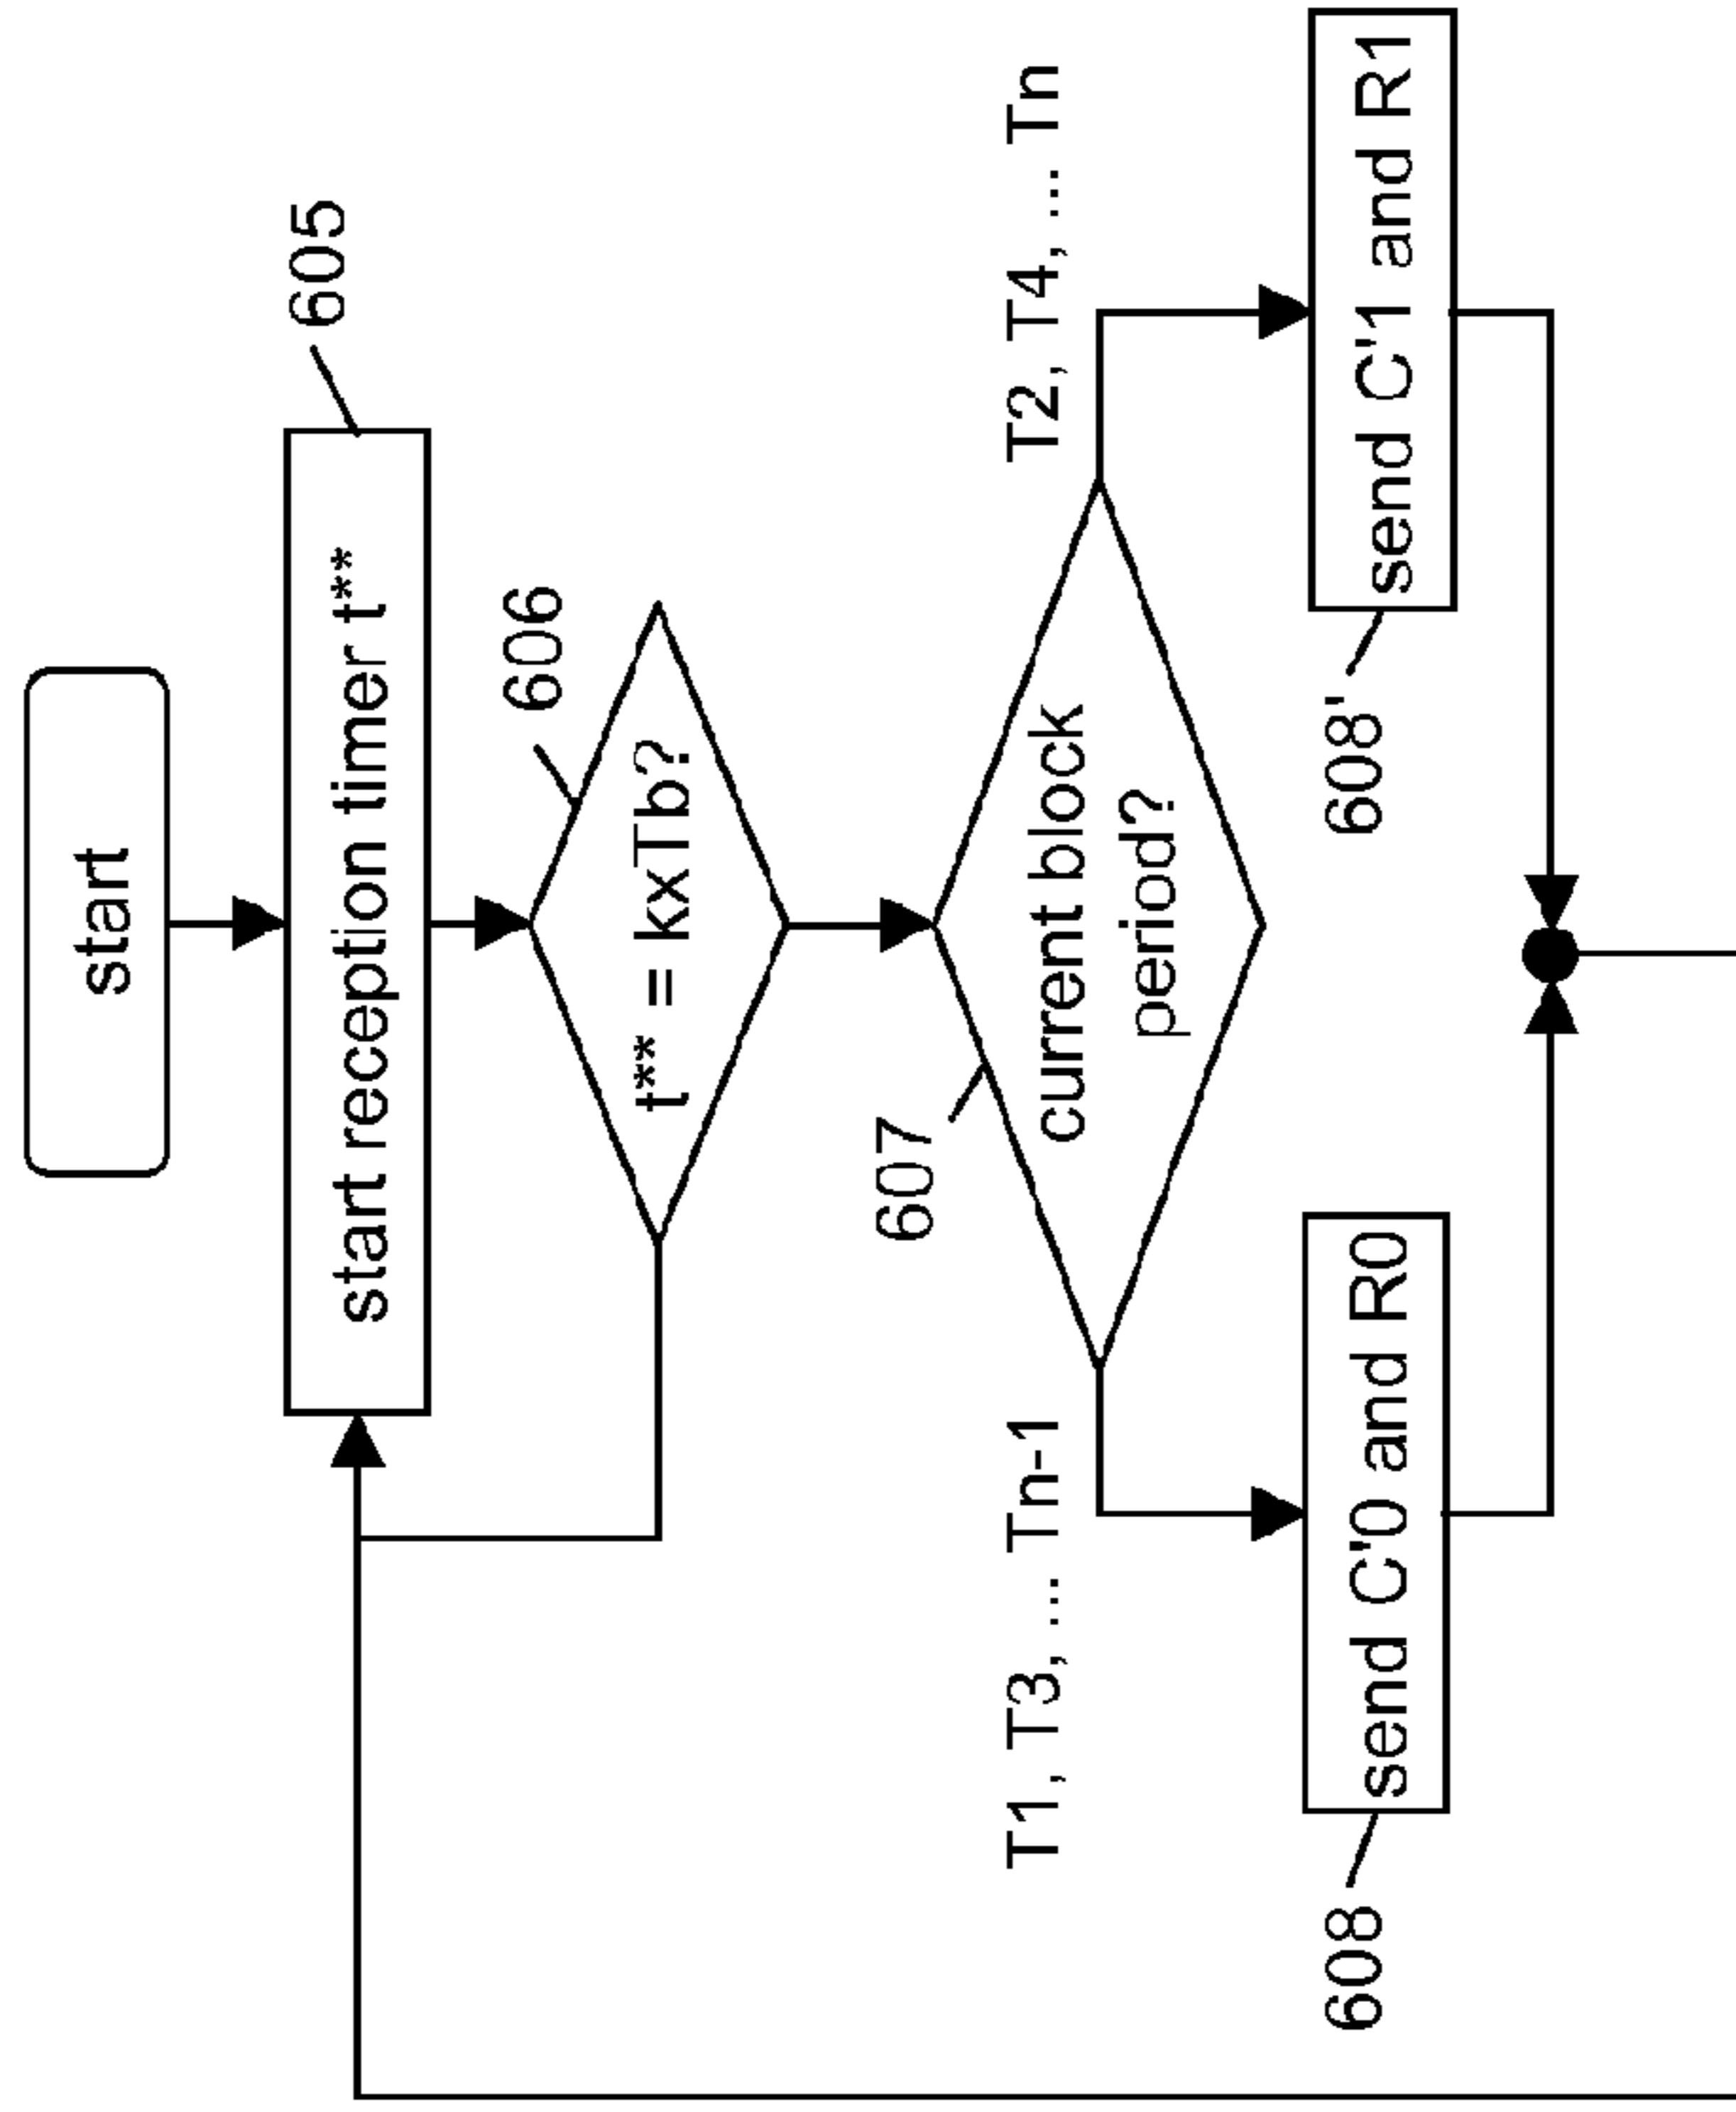 start
605
start reception timer t**
606
t** = kxTb?
607
current block
period?
T1, T3, ... Tn-1
T2, T4, ... Tn
608
send C'0 and R0
608'
send C'1 and R1